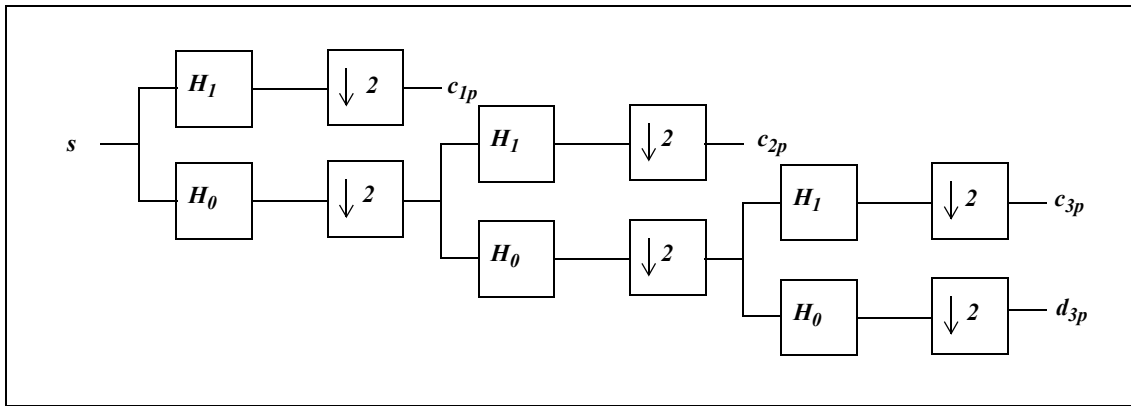 H1 ↓ 2 c1p
s
H0 ↓ 2
H1 ↓ 2 c2p
H0 ↓ 2
H1 ↓ 2 c3p
H0 ↓ 2 d3p